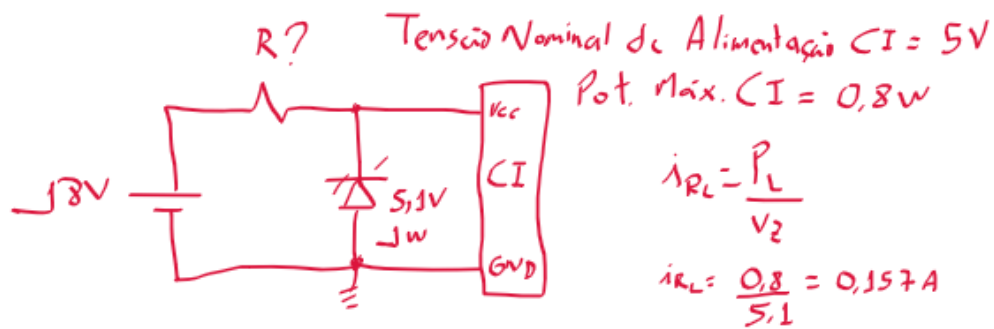 R?
Tensão Nominal de Alimentação CI = 5V
Pot. Máx. CI = 0,8w
Vcc
CI
18V
5,1V
1w
GND
iRL = PL / VZ
iRL = 0,8 / 5,1 = 0,157A